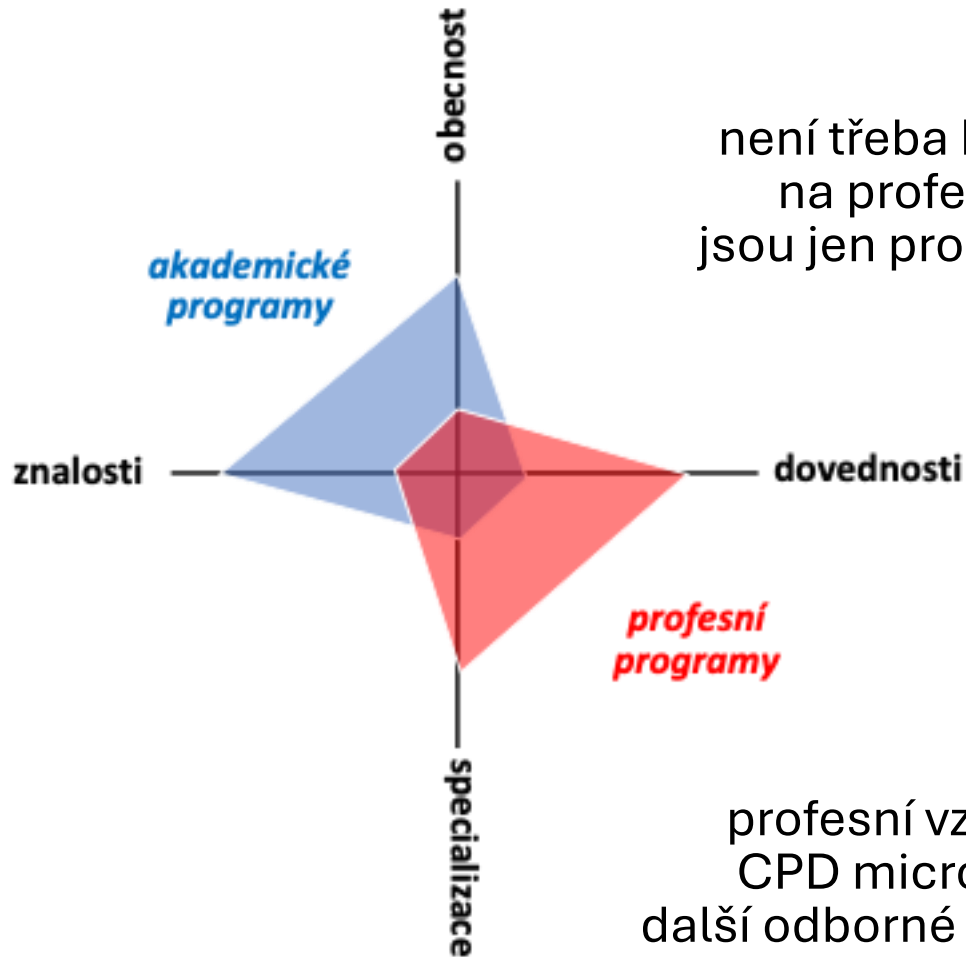 obecnost
není třeba
na profe
jsou jen pro
akademické
programy
znalosti
dovednosti
profesní
programy
specializace
profesní vz
CPD micro
další odborné